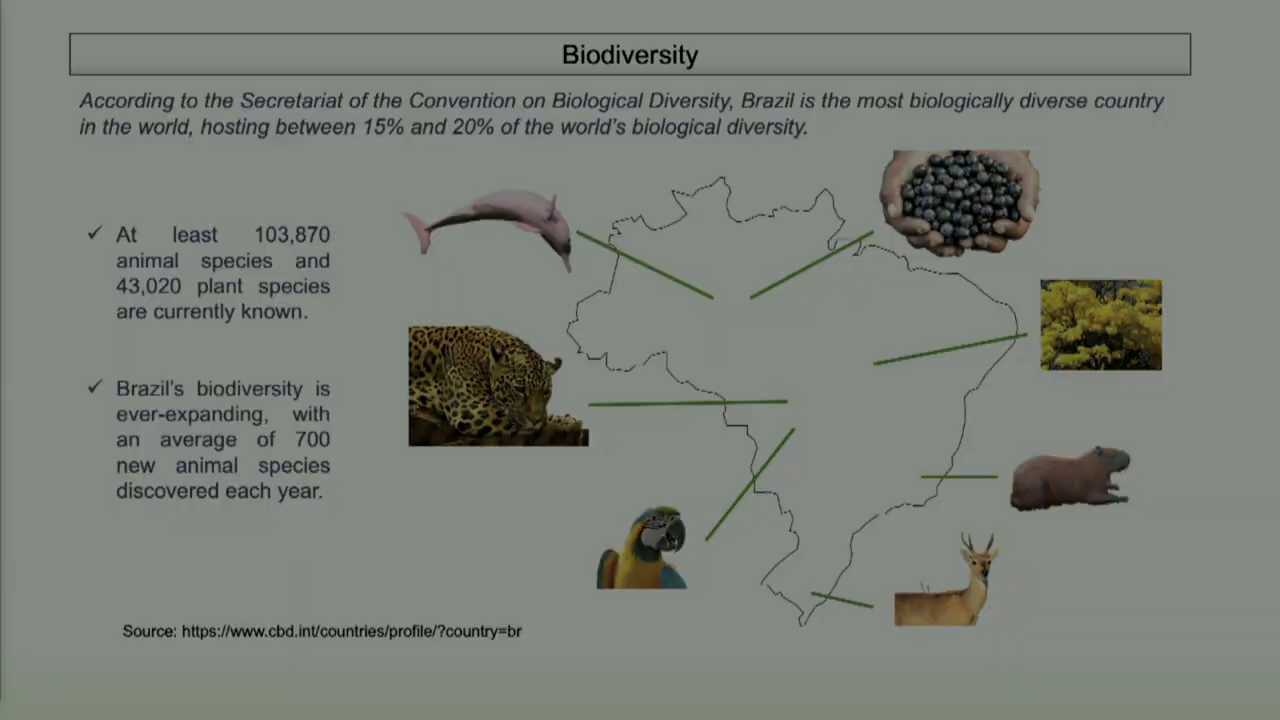 Biodiversity
According to the Secretariat of the Convention on Biological Diversity, Brazil is the most biologically diverse country
in the world, hosting between 15% and 20% of the world's biological diversity.
✓ At least 103,870
animal species and
43,020 plant species
are currently known.
✓ Brazil's biodiversity is
ever-expanding, with
an average of 700
new animal species
discovered each year.
Source: https://www.cbd.int/countries/profile/?country=br